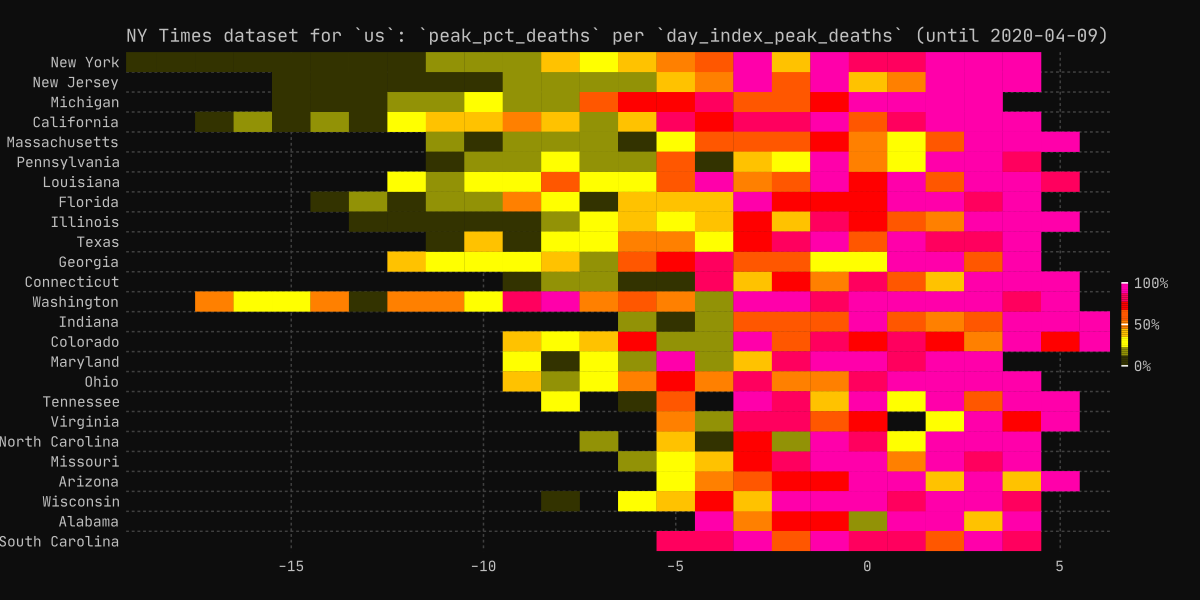 NY Times dataset for `us`: `peak_pct_deaths` per `day_index_peak_deaths` (until 2020-04-09)
New York
New Jersey
Michigan
California
Massachusetts
Pennsylvania
Louisiana
Florida
Illinois
Texas
Georgia
Connecticut
Washington
Indiana
Colorado
Maryland
Ohio
Tennessee
Virginia
North Carolina
Missouri
Arizona
Wisconsin
Alabama
South Carolina
-15 -10 -5 0 5
100%
50%
0%